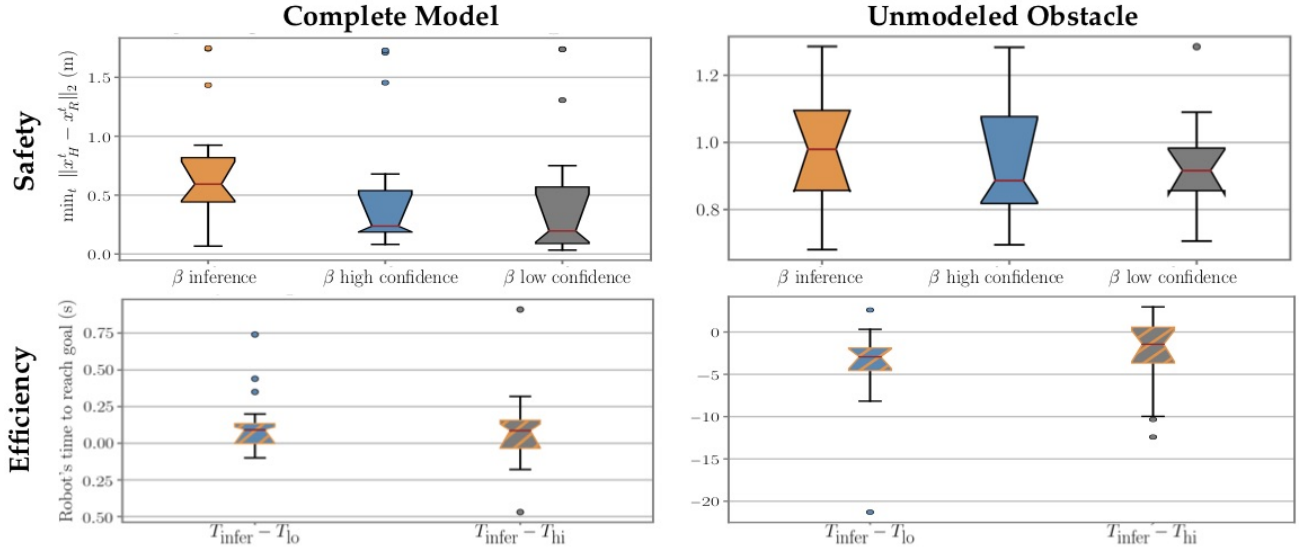 Complete Model
Unmodeled Obstacle
Safety
min_t ||x_H^t − x_R^t||_2 (m)
1.5
1.0
0.5
0.0
β inference
β high confidence
β low confidence
1.2
1.0
0.8
β inference
β high confidence
β low confidence
Efficiency
Robot's time to reach goal (s)
0.75
0.50
0.25
0.00
0.25
0.50
T_infer − T_lo
T_infer − T_hi
0
−5
−10
−15
−20
T_infer − T_lo
T_infer − T_hi